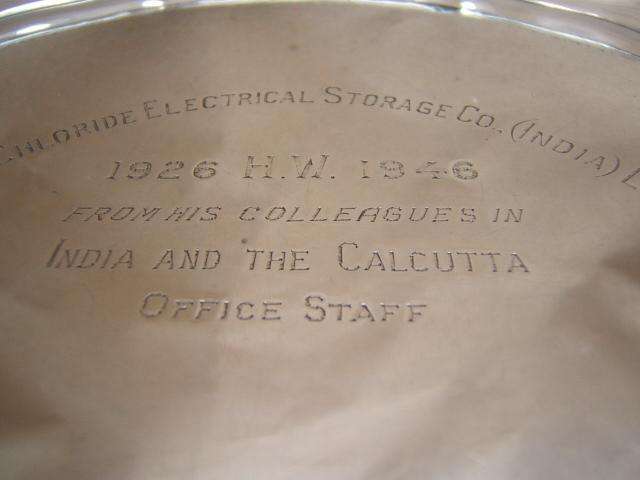 CHLORIDE ELECTRICAL STORAGE CO., (INDIA) L
1926 H.W. 1946
FROM HIS COLLEAGUES IN
INDIA AND THE CALCUTTA
OFFICE STAFF